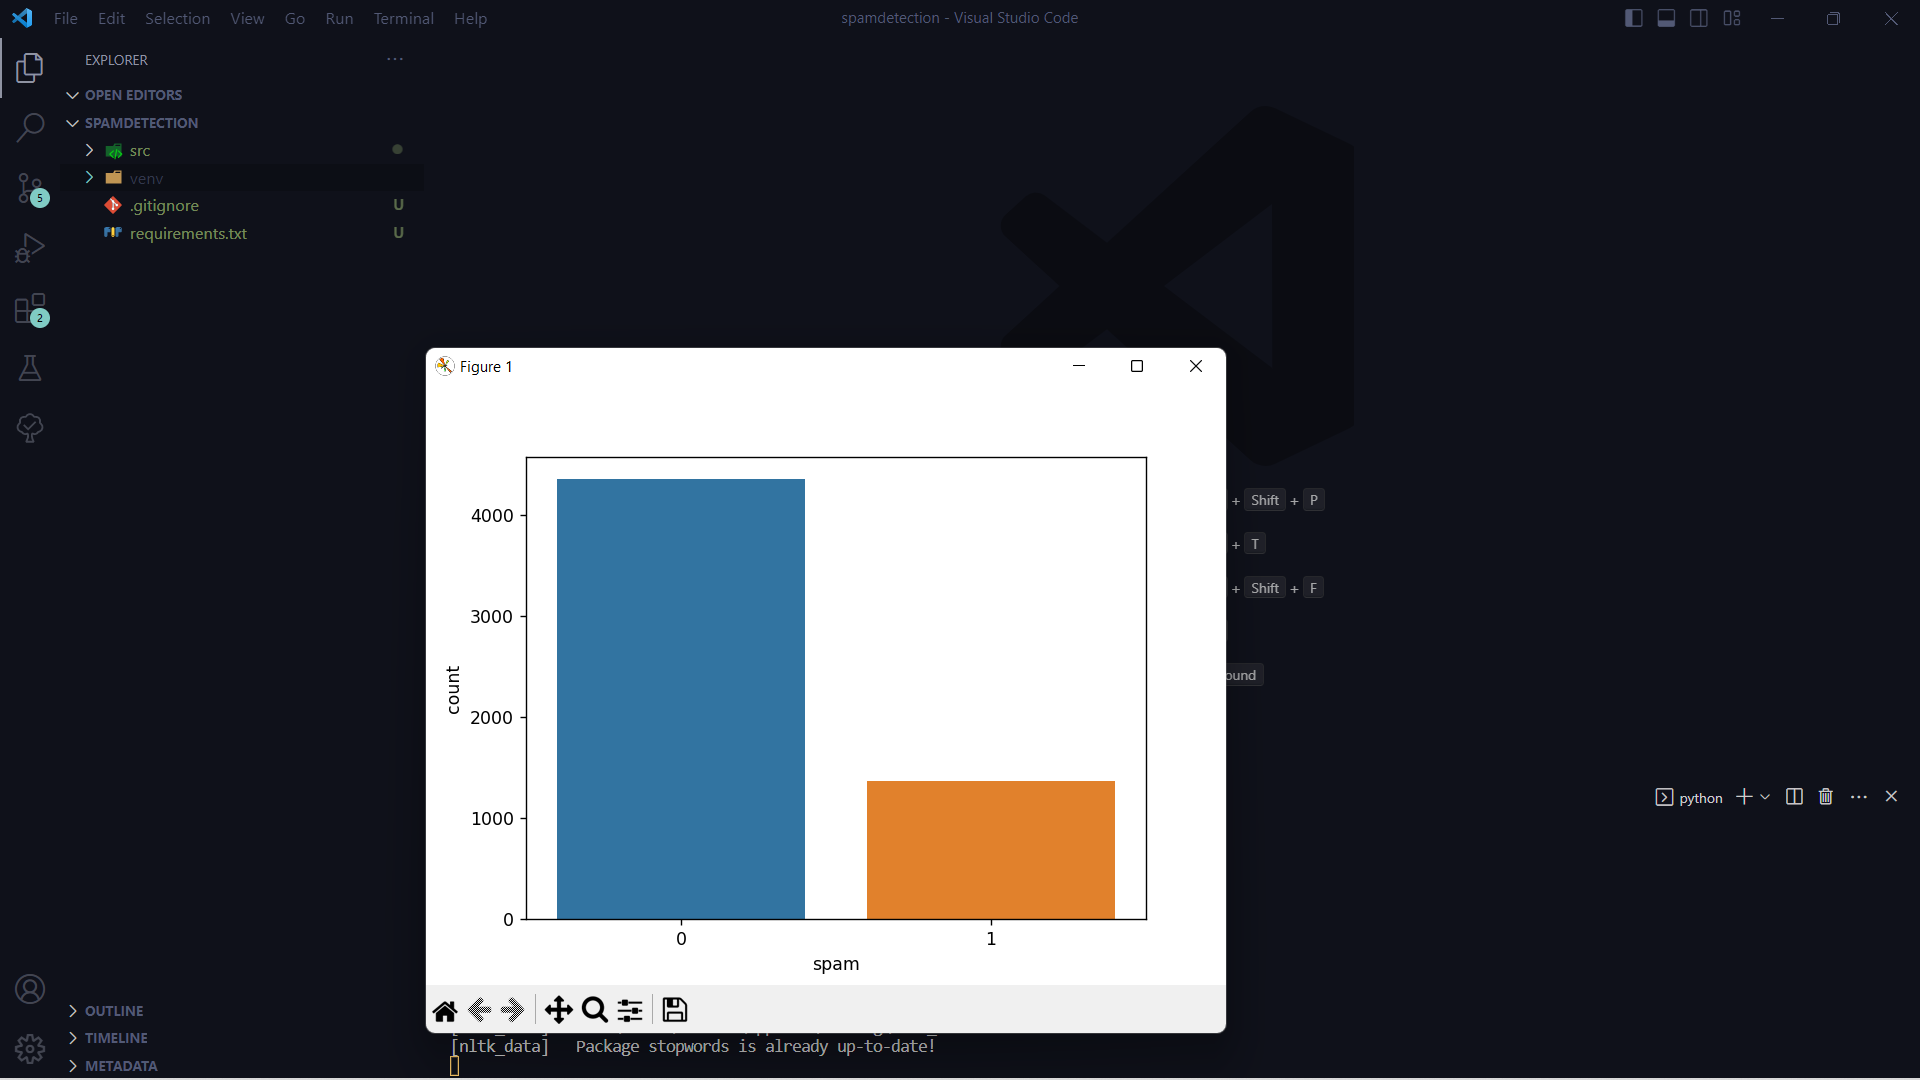 File Edit Selection View Go Run Terminal Help
spamdetection - Visual Studio Code
EXPLORER
OPEN EDITORS
SPAMDETECTION
src
venv
.gitignore U
requirements.txt U
5
2
OUTLINE
TIMELINE
METADATA
Figure 1
4000
3000
2000
1000
0
count
0 1
spam
+ Shift + P
+ T
+ Shift + F
python
[nltk_data] Package stopwords is already up-to-date!